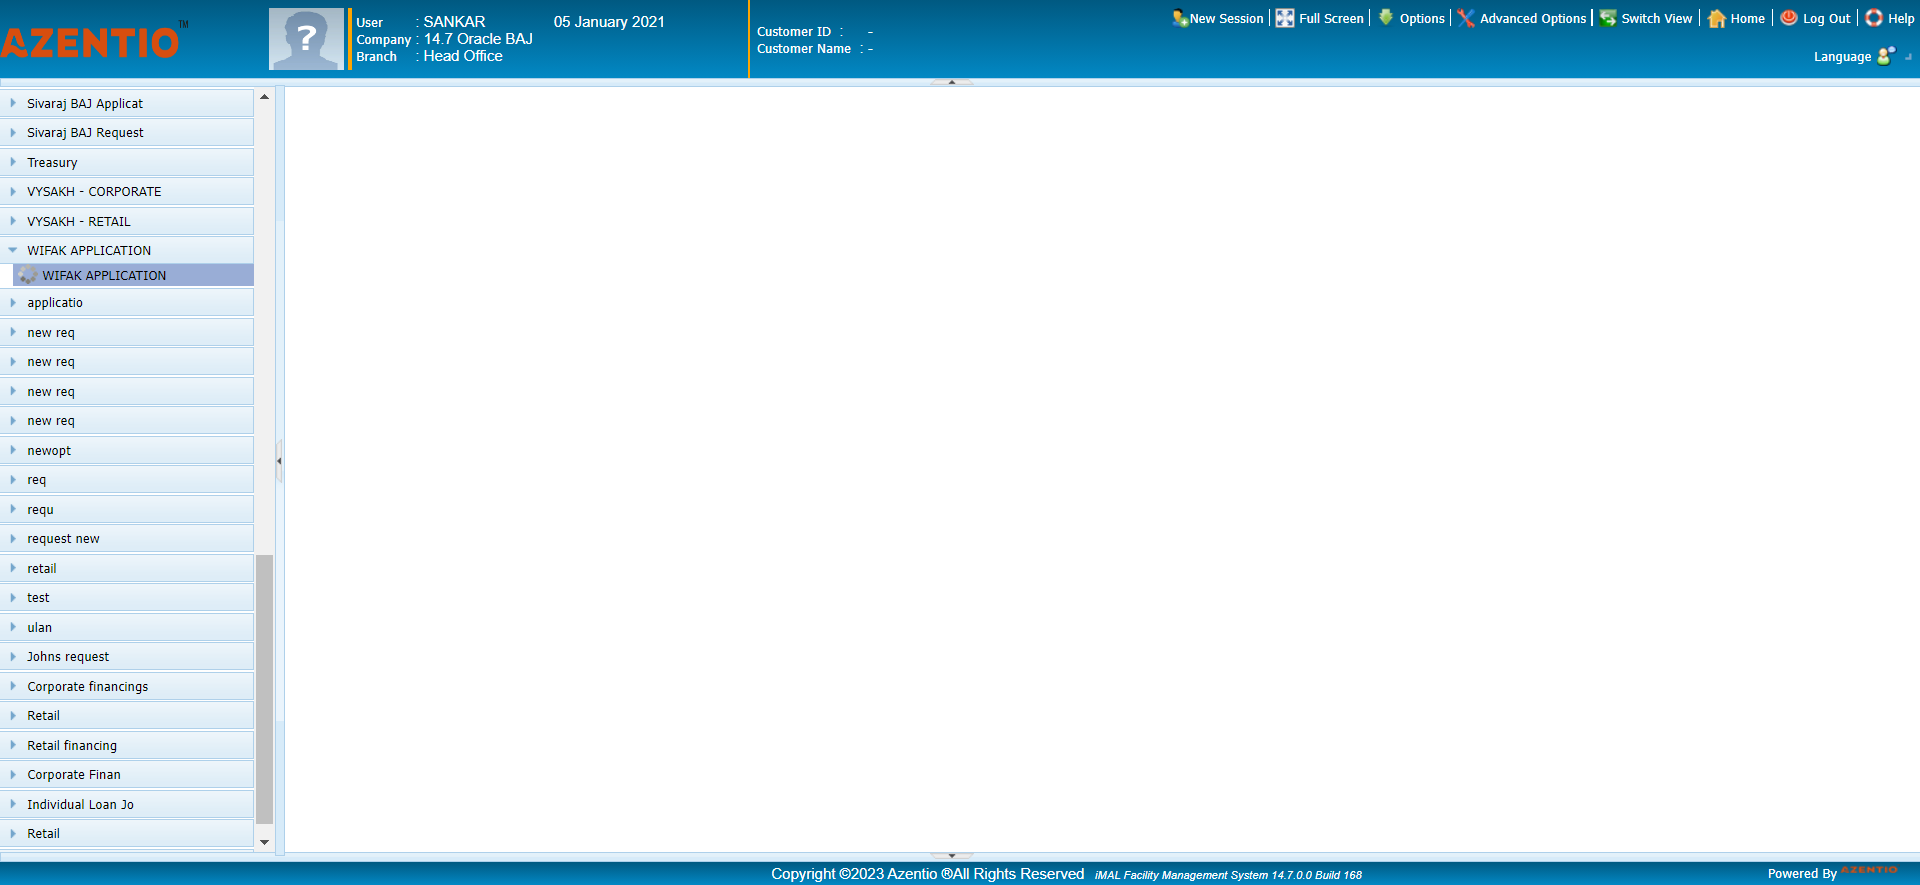 AZENTIO™
?
User : SANKAR 05 January 2021
Company : 14.7 Oracle BAJ
Branch : Head Office
Customer ID : -
Customer Name : -
New Session Full Screen Options Advanced Options Switch View Home Log Out Help
Language
Sivaraj BAJ Applicat
Sivaraj BAJ Request
Treasury
VYSAKH - CORPORATE
VYSAKH - RETAIL
WIFAK APPLICATION
WIFAK APPLICATION
applicatio
new req
new req
new req
new req
newopt
req
requ
request new
retail
test
ulan
Johns request
Corporate financings
Retail
Retail financing
Corporate Finan
Individual Loan Jo
Retail
Copyright ©2023 Azentio ®All Rights Reserved iMAL Facility Management System 14.7.0.0 Build 168
Powered By AZENTIO